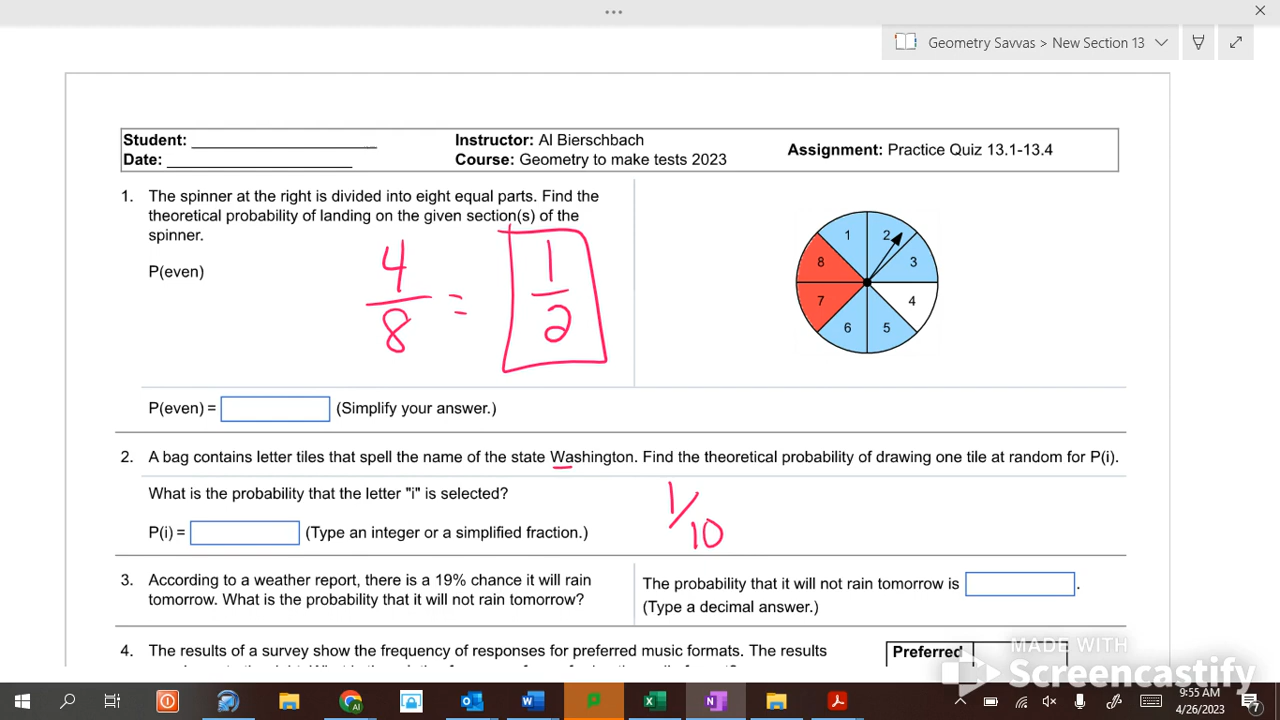 Geometry Savvas > New Section 13
Student: Instructor: Al Bierschbach
Date: Course: Geometry to make tests 2023
Assignment: Practice Quiz 13.1-13.4
1. The spinner at the right is divided into eight equal parts. Find the
theoretical probability of landing on the given section(s) of the
spinner.
P(even)
4/8 = 1/2
1 2
8 3
7 4
6 5
P(even) = (Simplify your answer.)
2. A bag contains letter tiles that spell the name of the state Washington. Find the theoretical probability of drawing one tile at random for P(i).
What is the probability that the letter "i" is selected?
P(i) = (Type an integer or a simplified fraction.)
1/10
3. According to a weather report, there is a 19% chance it will rain
tomorrow. What is the probability that it will not rain tomorrow?
The probability that it will not rain tomorrow is .
(Type a decimal answer.)
4. The results of a survey show the frequency of responses for preferred music formats. The results
Preferred
MADE WITH
Screencastify
9:55 AM
4/26/2023
7